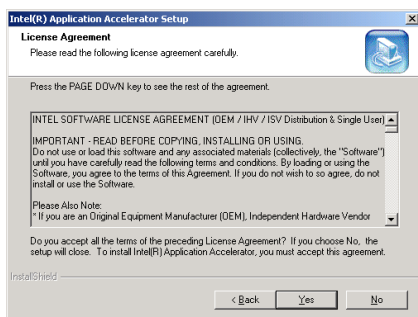 Intel(R) Application Accelerator Setup
License Agreement
Please read the following license agreement carefully.
Press the PAGE DOWN key to see the rest of the agreement.
INTEL SOFTWARE LICENSE AGREEMENT (OEM / IHV / ISV Distribution & Single User)
IMPORTANT - READ BEFORE COPYING, INSTALLING OR USING.
Do not use or load this software and any associated materials (collectively, the "Software")
until you have carefully read the following terms and conditions. By loading or using the
Software, you agree to the terms of this Agreement. If you do not wish to so agree, do not
install or use the Software.
Please Also Note:
* If you are an Original Equipment Manufacturer (OEM), Independent Hardware Vendor
Do you accept all the terms of the preceding License Agreement? If you choose No, the
setup will close. To install Intel(R) Application Accelerator, you must accept this agreement.
InstallShield
< Back
Yes
No